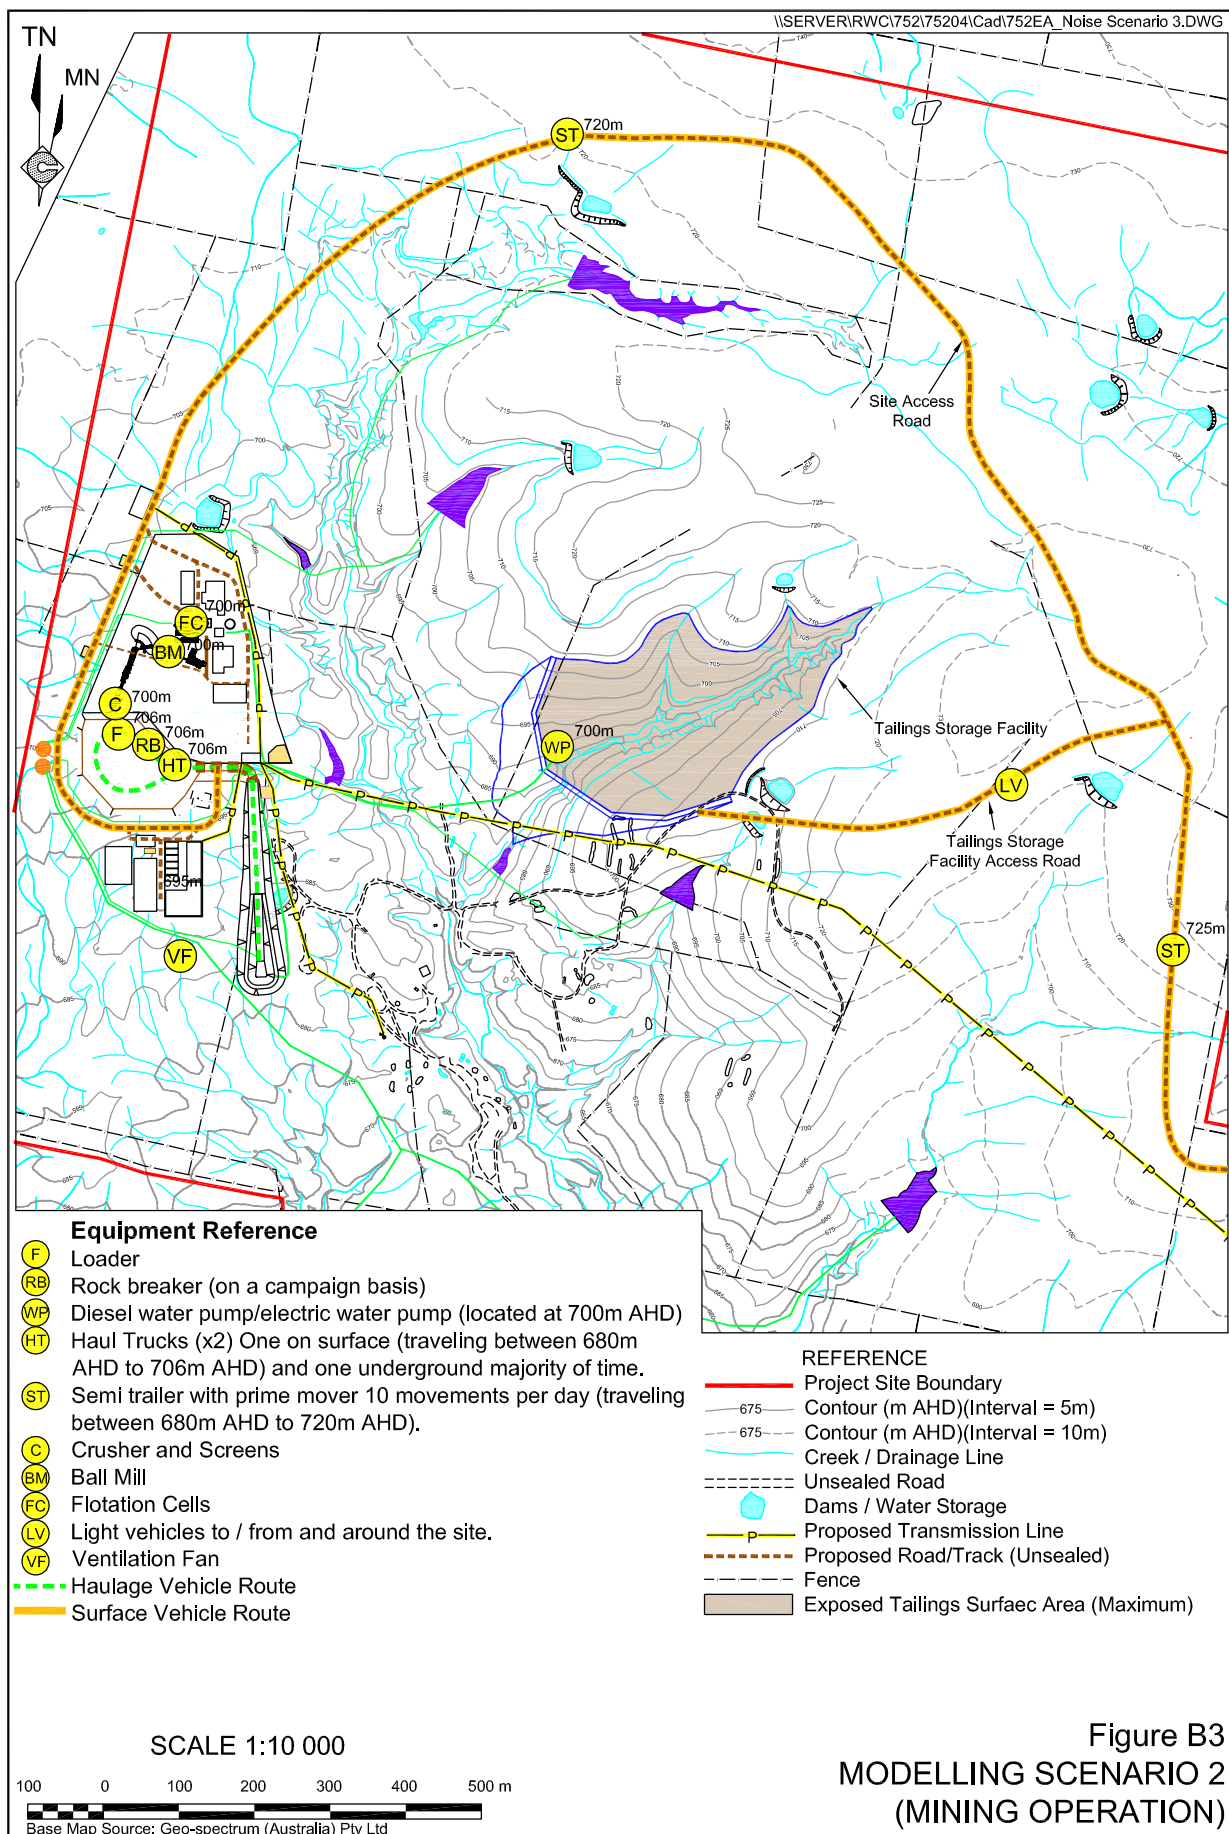 \\SERVER\RWC\752\75204\Cad\752EA_Noise Scenario 3.DWG
TN
MN
ST
720m
Site Access
Road
FC
700m
BM
700m
C
700m
706m
F
RB
706m
HT
706m
WP
700m
Tailings Storage Facility
LV
Tailings Storage
Facility Access Road
595m
VF
ST
725m
Equipment Reference
F Loader
RB Rock breaker (on a campaign basis)
WP Diesel water pump/electric water pump (located at 700m AHD)
HT Haul Trucks (x2) One on surface (traveling between 680m
AHD to 706m AHD) and one underground majority of time.
ST Semi trailer with prime mover 10 movements per day (traveling
between 680m AHD to 720m AHD).
C Crusher and Screens
BM Ball Mill
FC Flotation Cells
LV Light vehicles to / from and around the site.
VF Ventilation Fan
Haulage Vehicle Route
Surface Vehicle Route
REFERENCE
Project Site Boundary
675 Contour (m AHD)(Interval = 5m)
675 Contour (m AHD)(Interval = 10m)
Creek / Drainage Line
Unsealed Road
Dams / Water Storage
P Proposed Transmission Line
Proposed Road/Track (Unsealed)
Fence
Exposed Tailings Surfaec Area (Maximum)
SCALE 1:10 000
100 0 100 200 300 400 500 m
Base Map Source: Geo-spectrum (Australia) Pty Ltd
Figure B3
MODELLING SCENARIO 2
(MINING OPERATION)